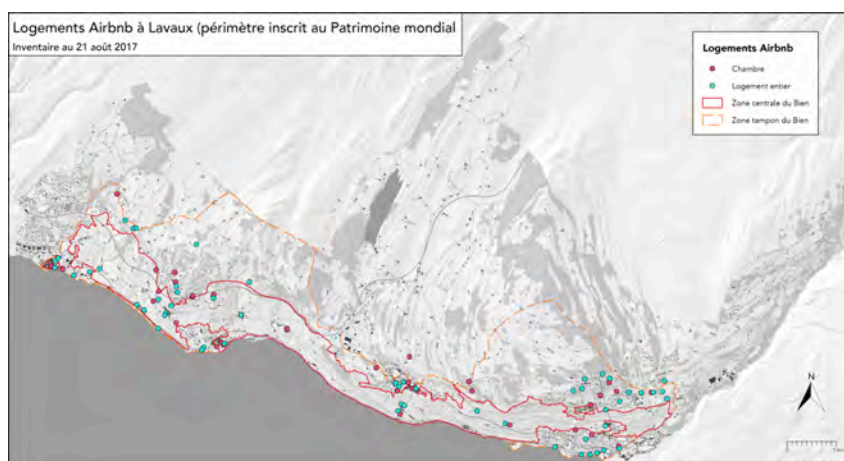 Logements Airbnb à Lavaux (périmètre inscrit au Patrimoine mondial
Inventaire au 21 août 2017
Logements Airbnb
Chambre
Logement entier
Zone centrale du Bien
Zone tampon du Bien
N